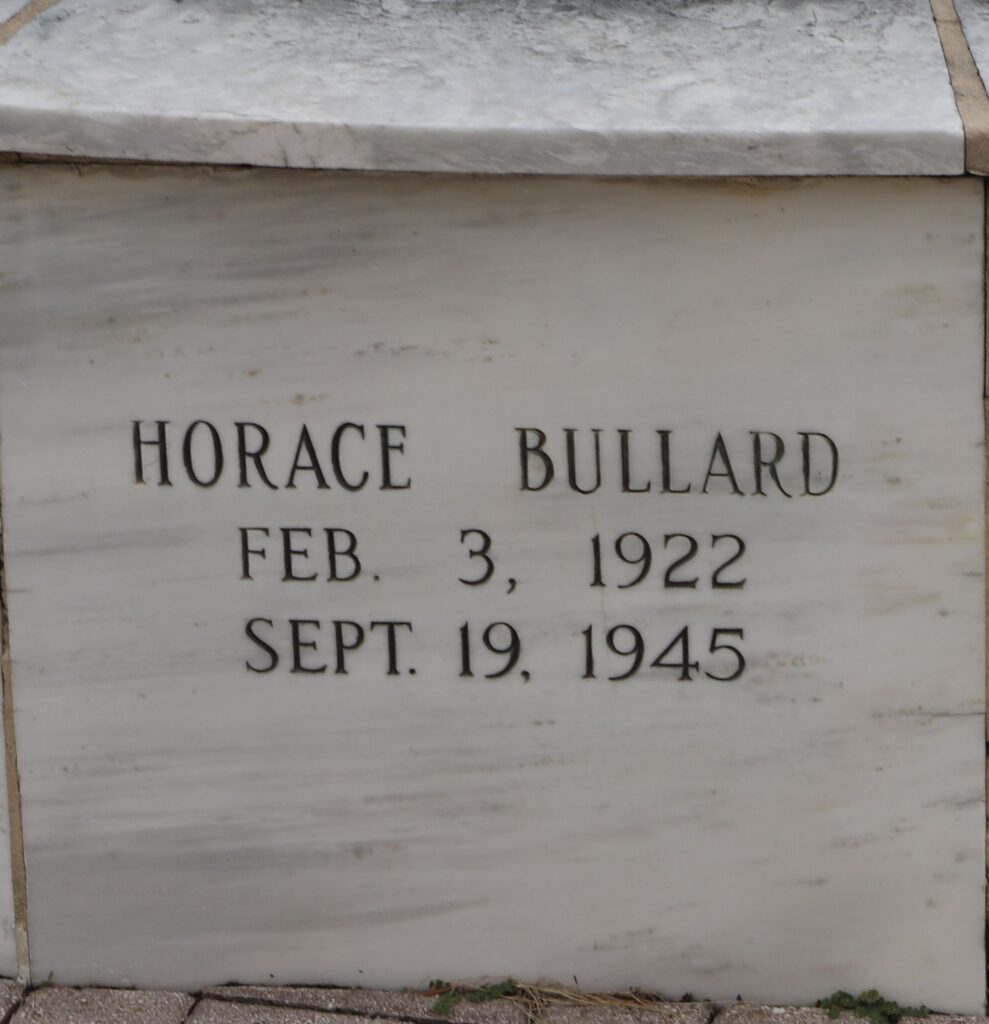 HORACE BULLARD
FEB. 3, 1922
SEPT. 19, 1945